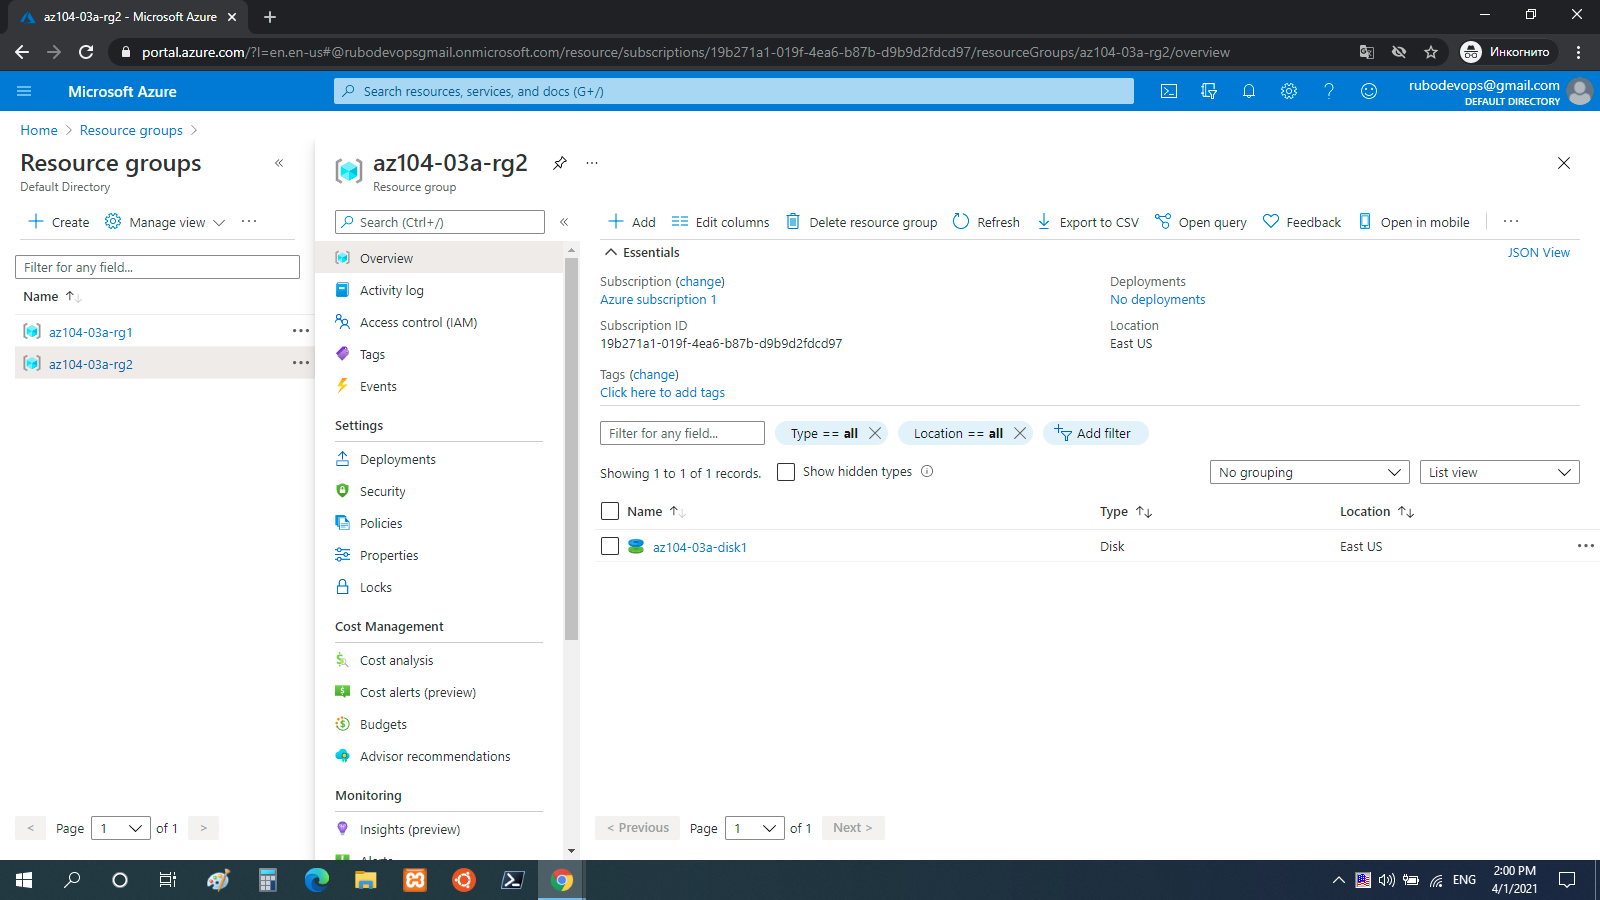 az104-03a-rg2 - Microsoft Azure
portal.azure.com/?l=en.en-us#@rubodevopsgmail.onmicrosoft.com/resource/subscriptions/19b271a1-019f-4ea6-b87b-d9b9d2fdcd97/resourceGroups/az104-03a-rg2/overview
Инкогнито
Microsoft Azure
Search resources, services, and docs (G+/)
rubodevops@gmail.com
DEFAULT DIRECTORY
Home > Resource groups >
Resource groups
Default Directory
Create
Manage view
Filter for any field...
Name
az104-03a-rg1
az104-03a-rg2
< Page 1 of 1 >
az104-03a-rg2
Resource group
Search (Ctrl+/)
Overview
Activity log
Access control (IAM)
Tags
Events
Settings
Deployments
Security
Policies
Properties
Locks
Cost Management
Cost analysis
Cost alerts (preview)
Budgets
Advisor recommendations
Monitoring
Insights (preview)
Alerts
Add Edit columns Delete resource group Refresh Export to CSV Open query Feedback Open in mobile
Essentials
JSON View
Subscription (change)
Azure subscription 1
Subscription ID
19b271a1-019f-4ea6-b87b-d9b9d2fdcd97
Deployments
No deployments
Location
East US
Tags (change)
Click here to add tags
Filter for any field... Type == all Location == all Add filter
Showing 1 to 1 of 1 records. Show hidden types No grouping List view
Name Type Location
az104-03a-disk1 Disk East US
< Previous Page 1 of 1 Next >
ENG
2:00 PM
4/1/2021